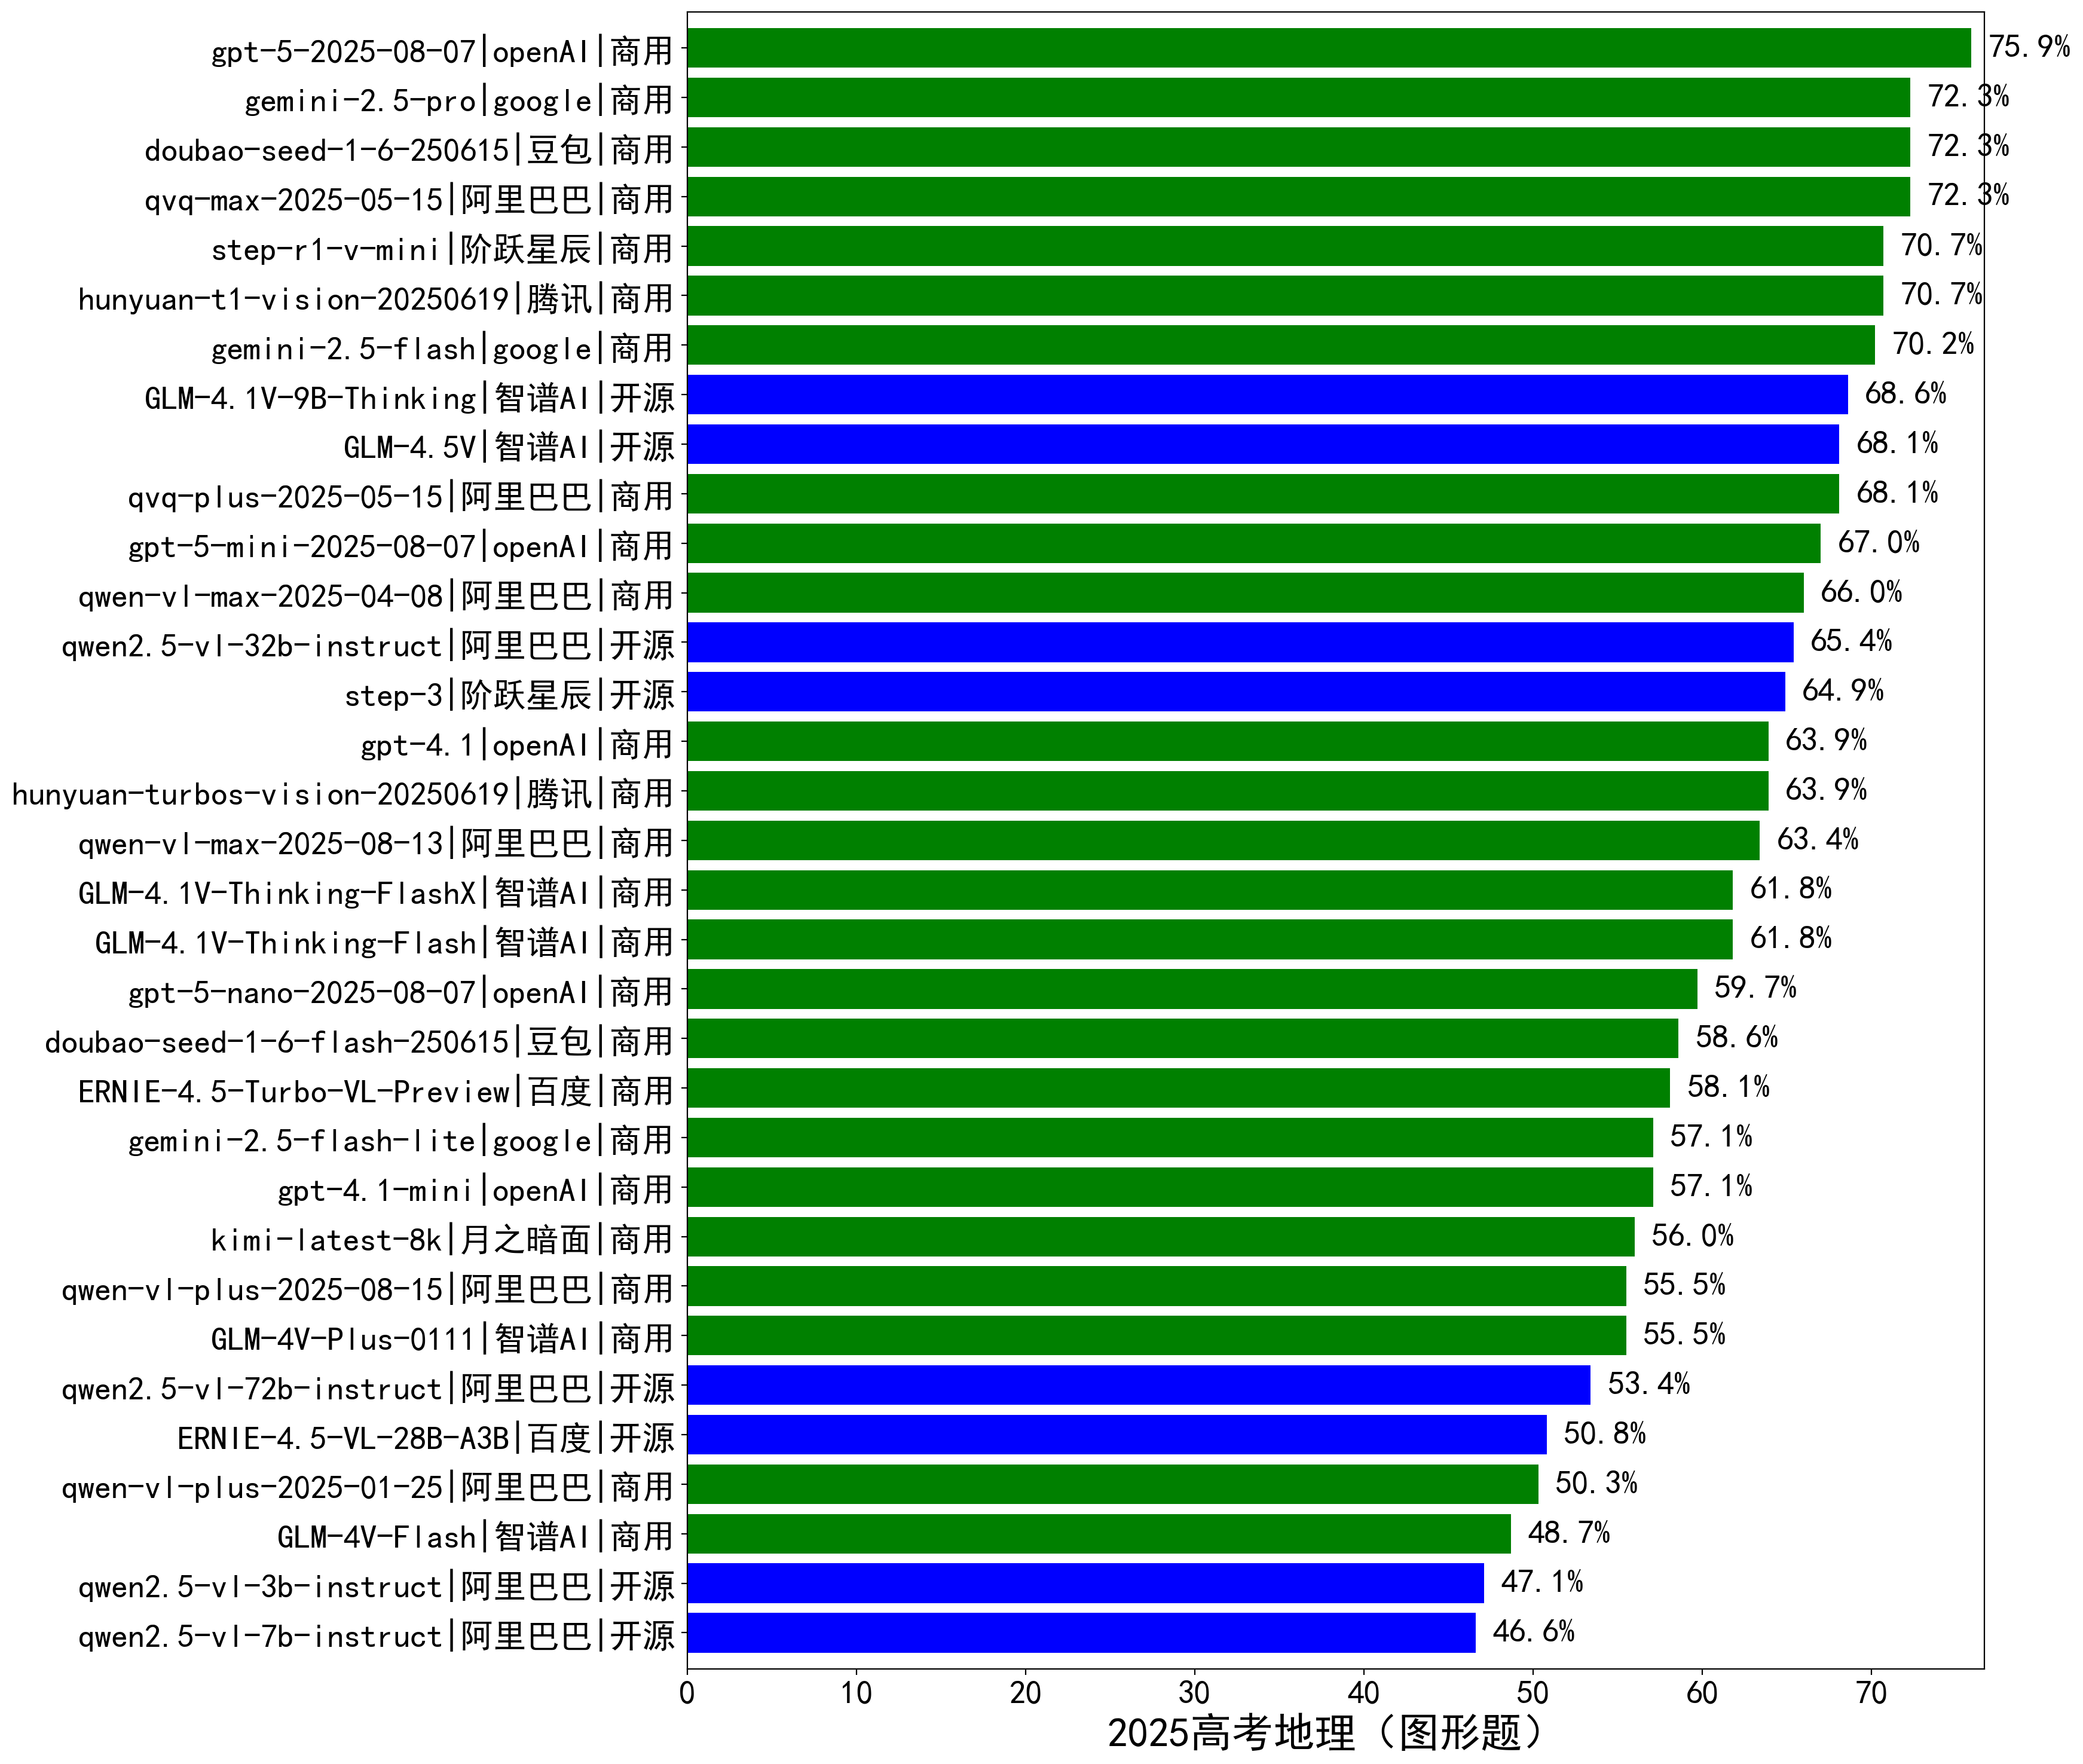 gpt-5-2025-08-07|openAI|商用 75.9%
gemini-2.5-pro|google|商用 72.3%
doubao-seed-1-6-250615|豆包|商用 72.3%
qvq-max-2025-05-15|阿里巴巴|商用 72.3%
step-r1-v-mini|阶跃星辰|商用 70.7%
hunyuan-t1-vision-20250619|腾讯|商用 70.7%
gemini-2.5-flash|google|商用 70.2%
GLM-4.1V-9B-Thinking|智谱AI|开源 68.6%
GLM-4.5V|智谱AI|开源 68.1%
qvq-plus-2025-05-15|阿里巴巴|商用 68.1%
gpt-5-mini-2025-08-07|openAI|商用 67.0%
qwen-vl-max-2025-04-08|阿里巴巴|商用 66.0%
qwen2.5-vl-32b-instruct|阿里巴巴|开源 65.4%
step-3|阶跃星辰|开源 64.9%
gpt-4.1|openAI|商用 63.9%
hunyuan-turbos-vision-20250619|腾讯|商用 63.9%
qwen-vl-max-2025-08-13|阿里巴巴|商用 63.4%
GLM-4.1V-Thinking-FlashX|智谱AI|商用 61.8%
GLM-4.1V-Thinking-Flash|智谱AI|商用 61.8%
gpt-5-nano-2025-08-07|openAI|商用 59.7%
doubao-seed-1-6-flash-250615|豆包|商用 58.6%
ERNIE-4.5-Turbo-VL-Preview|百度|商用 58.1%
gemini-2.5-flash-lite|google|商用 57.1%
gpt-4.1-mini|openAI|商用 57.1%
kimi-latest-8k|月之暗面|商用 56.0%
qwen-vl-plus-2025-08-15|阿里巴巴|商用 55.5%
GLM-4V-Plus-0111|智谱AI|商用 55.5%
qwen2.5-vl-72b-instruct|阿里巴巴|开源 53.4%
ERNIE-4.5-VL-28B-A3B|百度|开源 50.8%
qwen-vl-plus-2025-01-25|阿里巴巴|商用 50.3%
GLM-4V-Flash|智谱AI|商用 48.7%
qwen2.5-vl-3b-instruct|阿里巴巴|开源 47.1%
qwen2.5-vl-7b-instruct|阿里巴巴|开源 46.6%
0 10 20 30 40 50 60 70
2025高考地理（图形题）